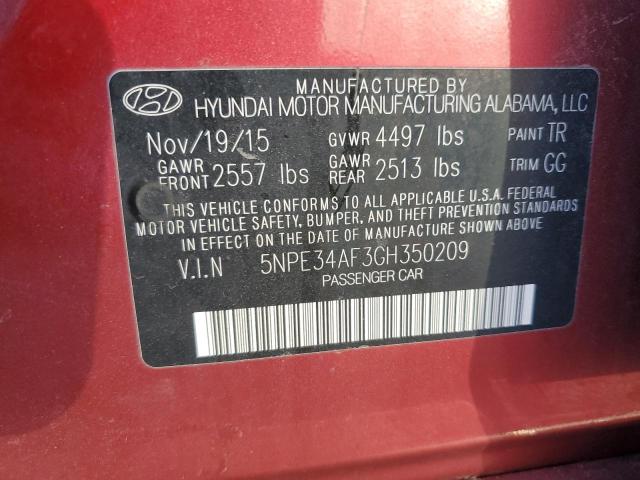 MANUFACTURED BY
HYUNDAI MOTOR MANUFACTURING ALABAMA, LLC
Nov/19/15 GVWR 4497 lbs PAINT TR
GAWR FRONT 2557 lbs GAWR REAR 2513 lbs TRIM GG
THIS VEHICLE CONFORMS TO ALL APPLICABLE U.S.A. FEDERAL
MOTOR VEHICLE SAFETY, BUMPER, AND THEFT PREVENTION STANDARDS
IN EFFECT ON THE DATE OF MANUFACTURE SHOWN ABOVE.
V.I.N 5NPE34AF3GH350209
PASSENGER CAR